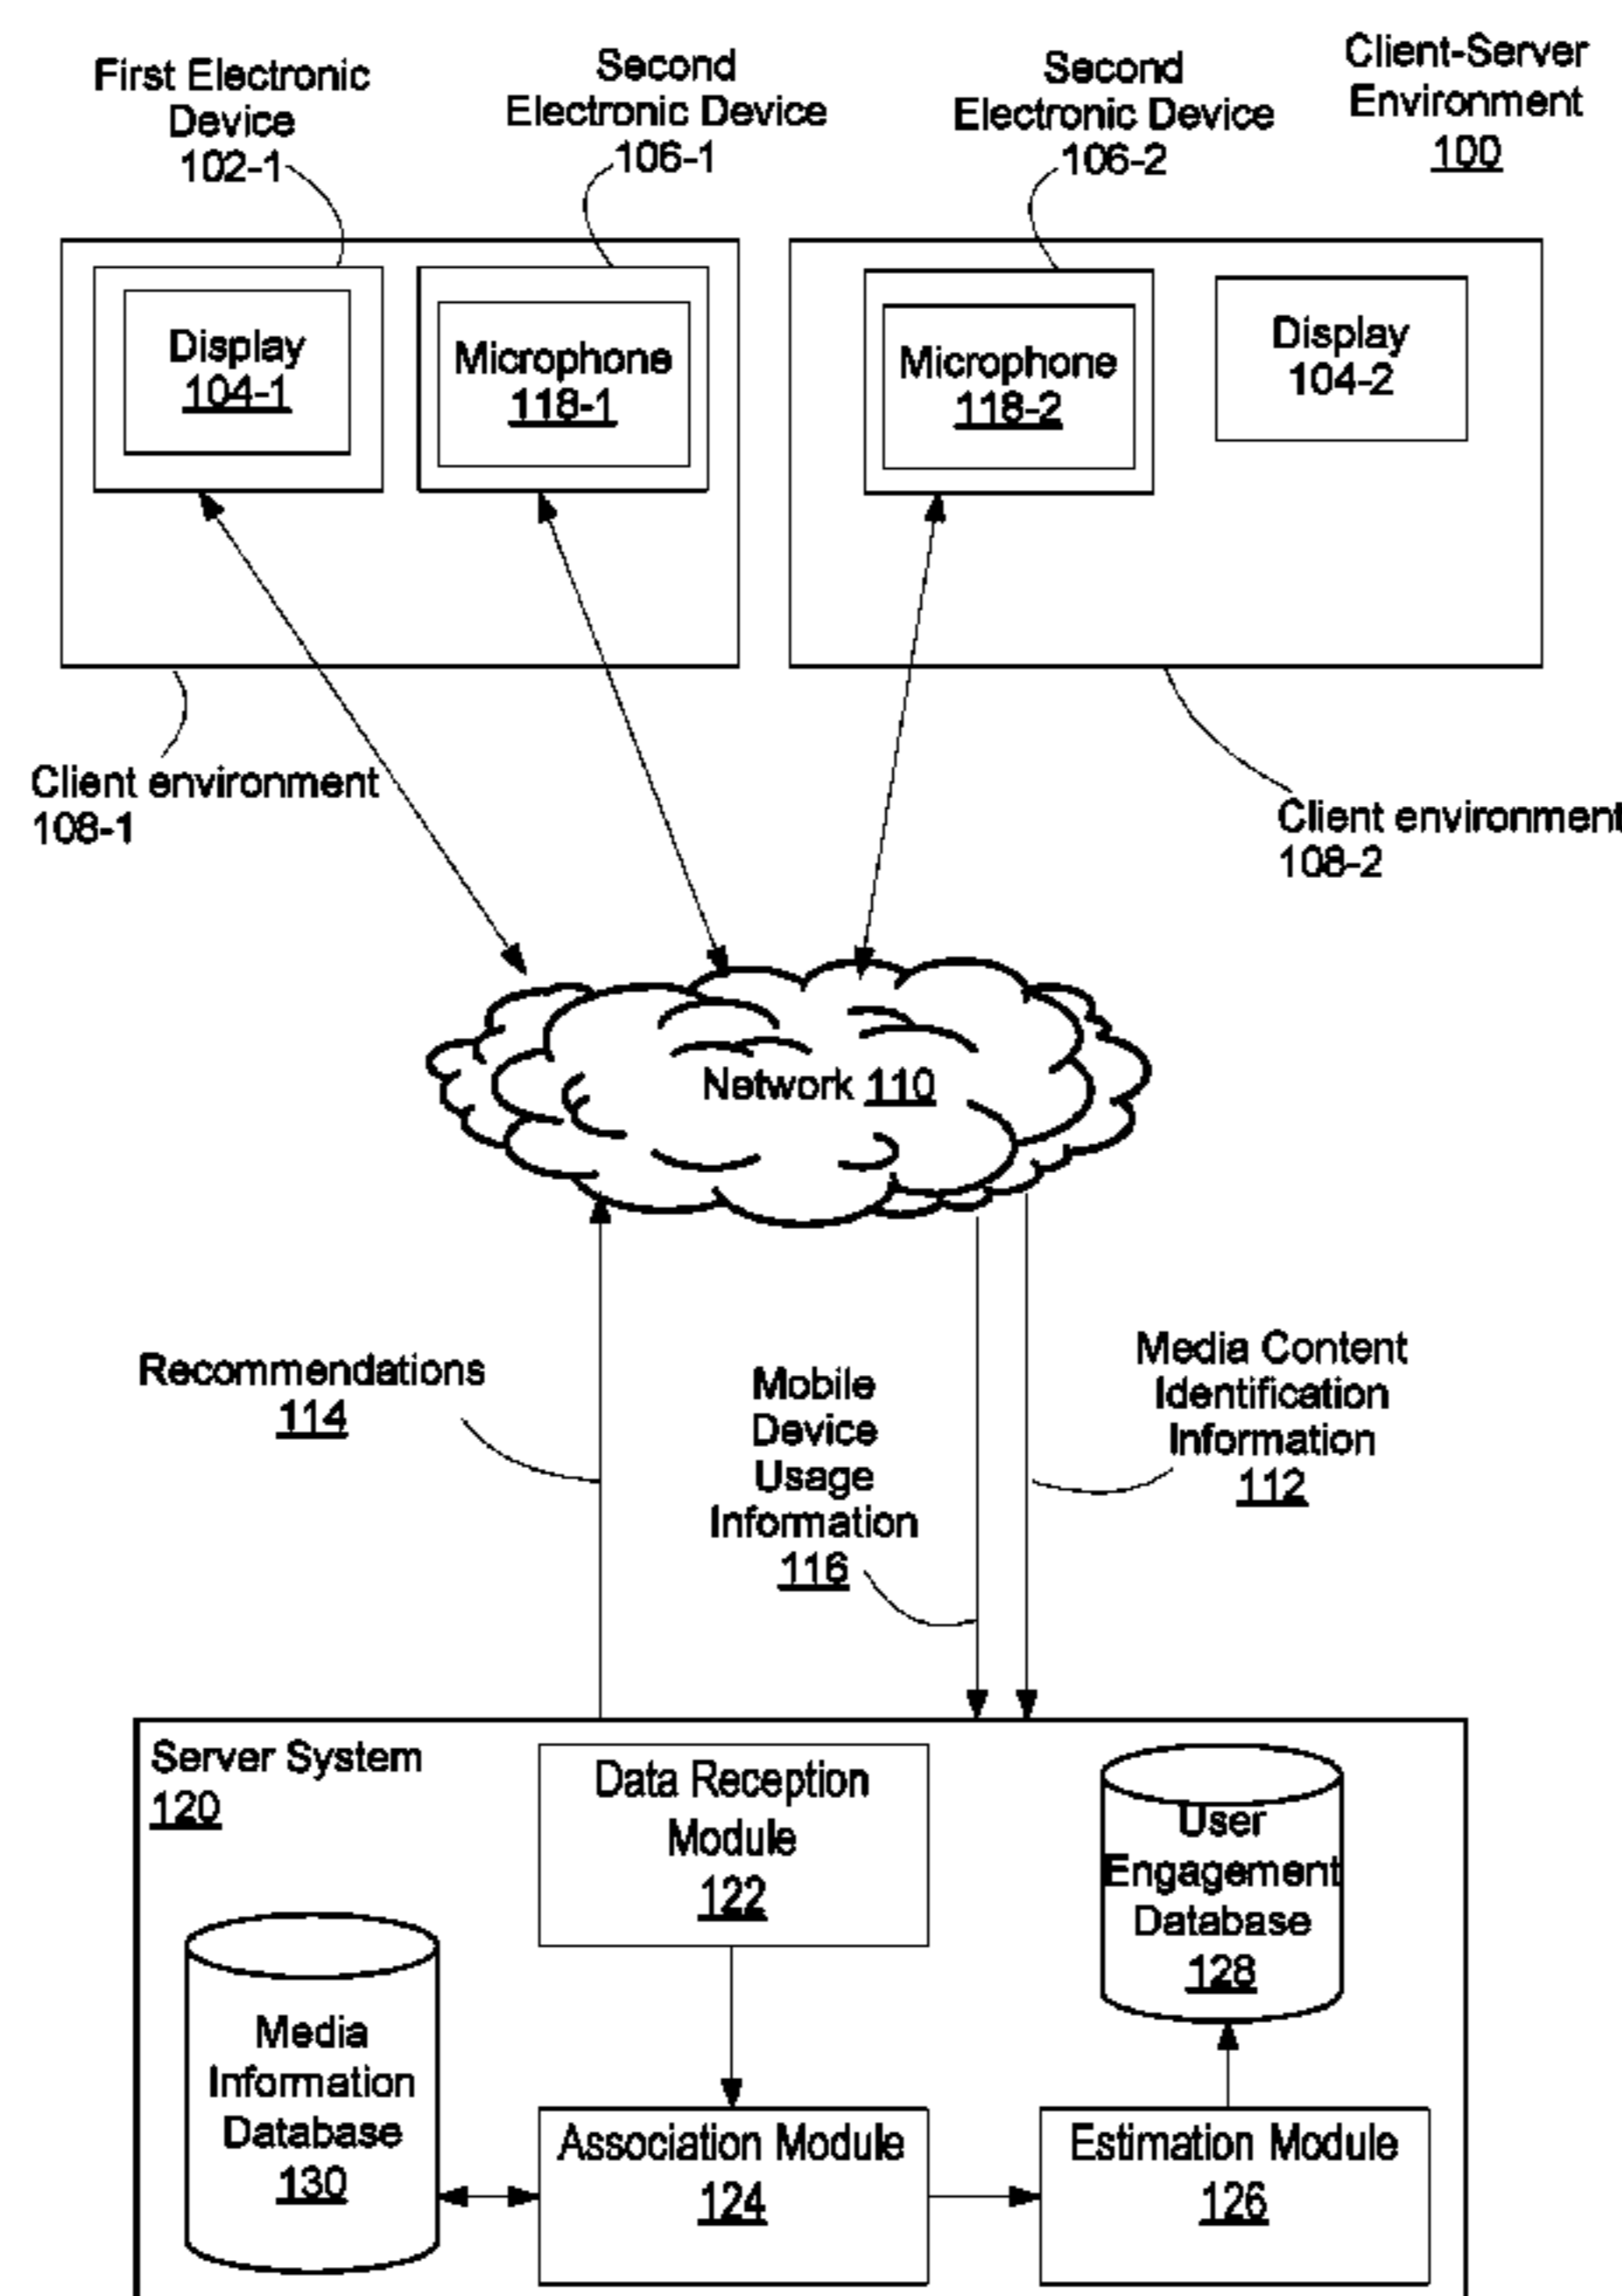 First Electronic
Device
102-1
Second
Electronic Device
106-1
Second
Electronic Device
106-2
Client-Server
Environment
100
Display
104-1
Microphone
118-1
Microphone
118-2
Display
104-2
Client environment
108-1
Client environment
108-2
Network 110
Recommendations
114
Mobile
Device
Usage
Information
116
Media Content
Identification
Information
112
Server System
120
Data Reception
Module
122
User
Engagement
Database
128
Media
Information
Database
130
Association Module
124
Estimation Module
126